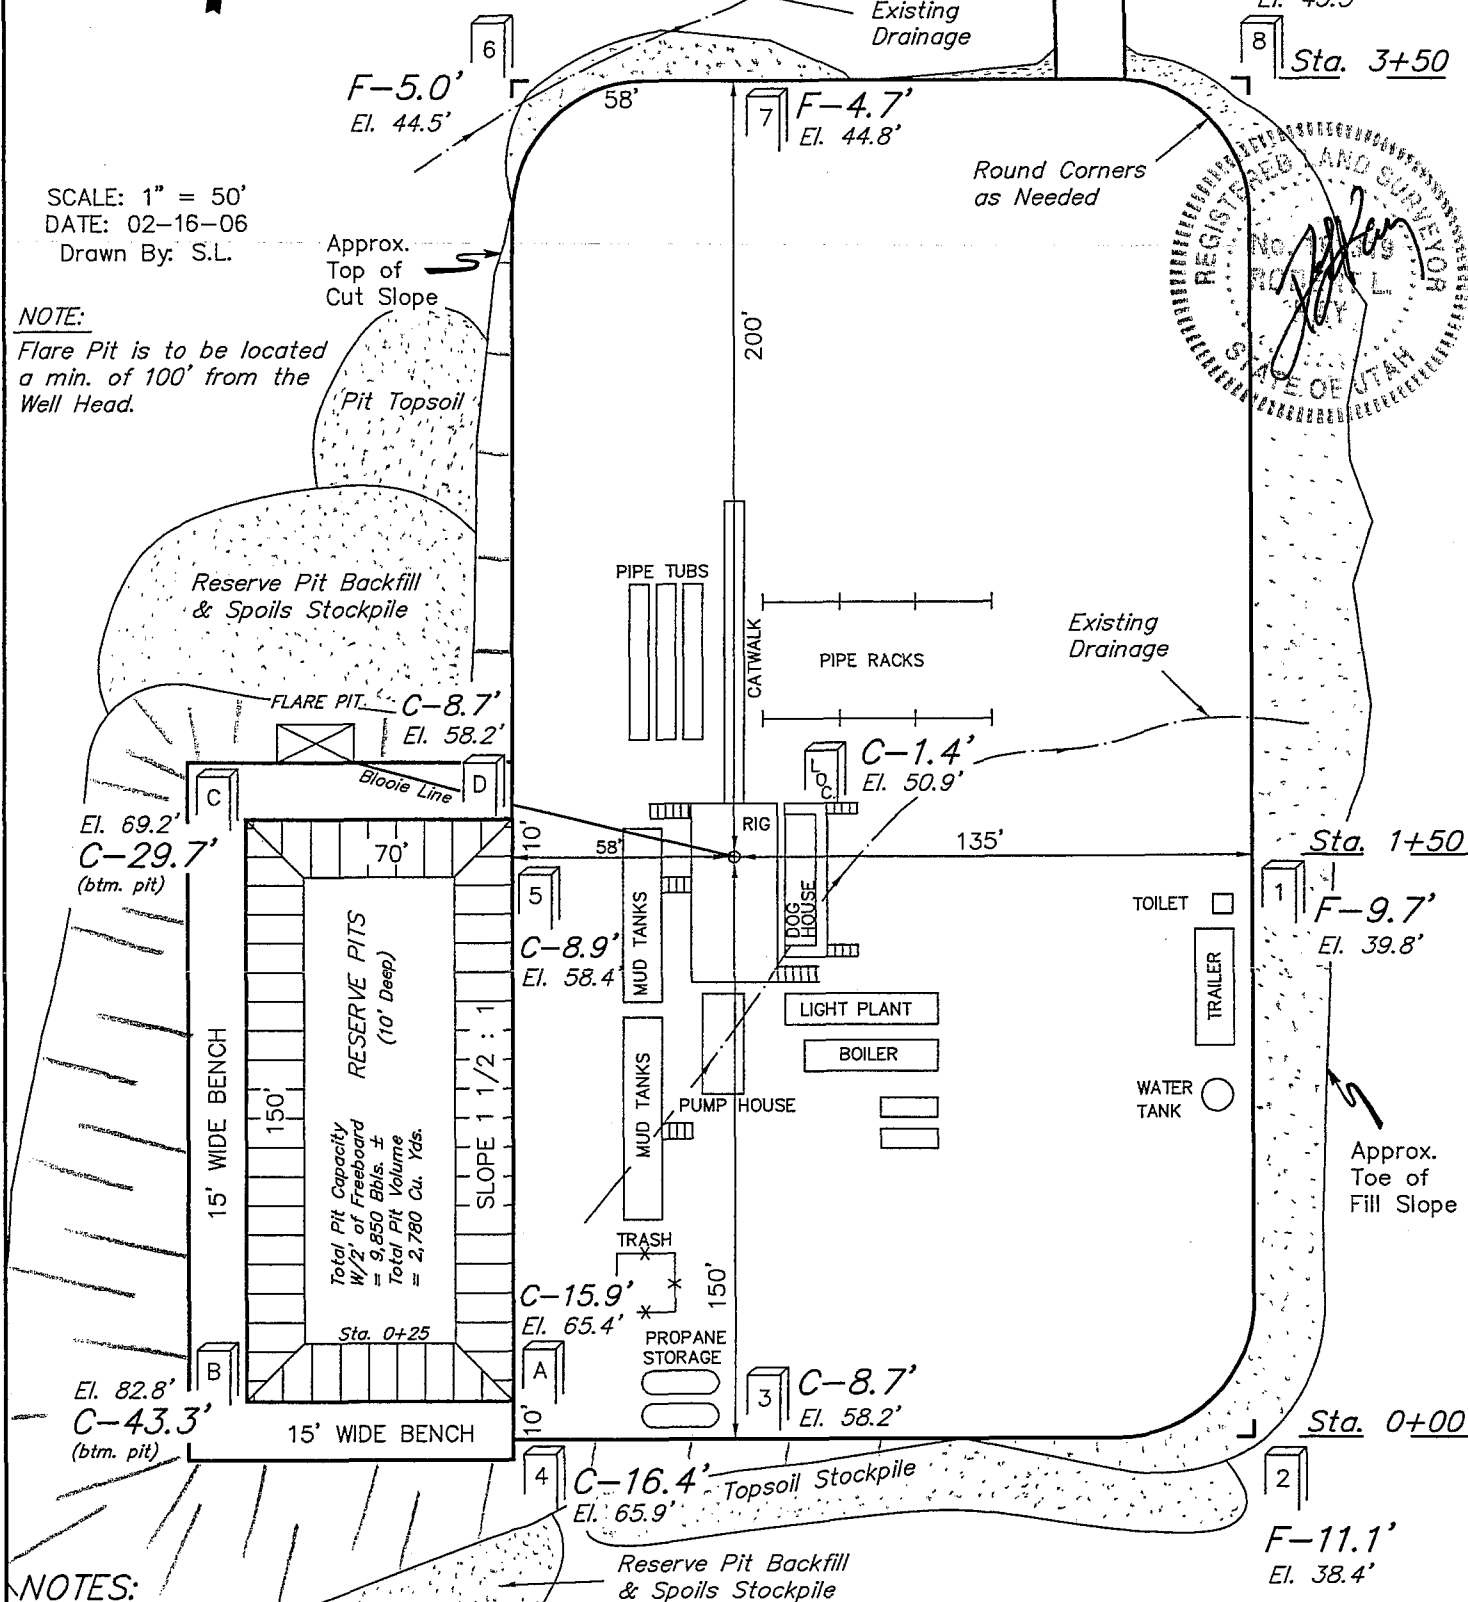 Existing
Drainage
6
8
Sta. 3+50
F-5.0'
El. 44.5'
58'
7
F-4.7'
El. 44.8'
Round Corners
as Needed
REGISTERED LAND SURVEYOR
STATE OF UTAH
SCALE: 1" = 50'
DATE: 02-16-06
Drawn By: S.L.
Approx.
Top of
Cut Slope
NOTE:
Flare Pit is to be located
a min. of 100' from the
Well Head.
200'
Pit Topsoil
Reserve Pit Backfill
& Spoils Stockpile
PIPE TUBS
CATWALK
PIPE RACKS
Existing
Drainage
FLARE PIT
C-8.7'
El. 58.2'
Blooie Line
D
C
LOC.
C-1.4'
El. 50.9'
El. 69.2'
C-29.7'
(btm. pit)
70'
10'
58'
RIG
135'
Sta. 1+50
5
C-8.9'
El. 58.4'
MUD TANKS
DOG
HOUSE
TOILET
1
F-9.7'
El. 39.8'
TRAILER
RESERVE PITS
(10' Deep)
SLOPE 1 1/2 : 1
15' WIDE BENCH
150'
Total Pit Capacity
W/2' of Freeboard
= 9,850 Bbls. ±
Total Pit Volume
= 2,780 Cu. Yds.
LIGHT PLANT
BOILER
MUD TANKS
PUMP HOUSE
WATER
TANK
Approx.
Toe of
Fill Slope
TRASH
150'
C-15.9'
El. 65.4'
Sta. 0+25
PROPANE
STORAGE
B
A
El. 82.8'
C-43.3'
(btm. pit)
15' WIDE BENCH
10'
3
C-8.7'
El. 58.2'
Sta. 0+00
4
C-16.4'
El. 65.9'
Topsoil Stockpile
2
F-11.1'
El. 38.4'
Reserve Pit Backfill
& Spoils Stockpile
NOTES: